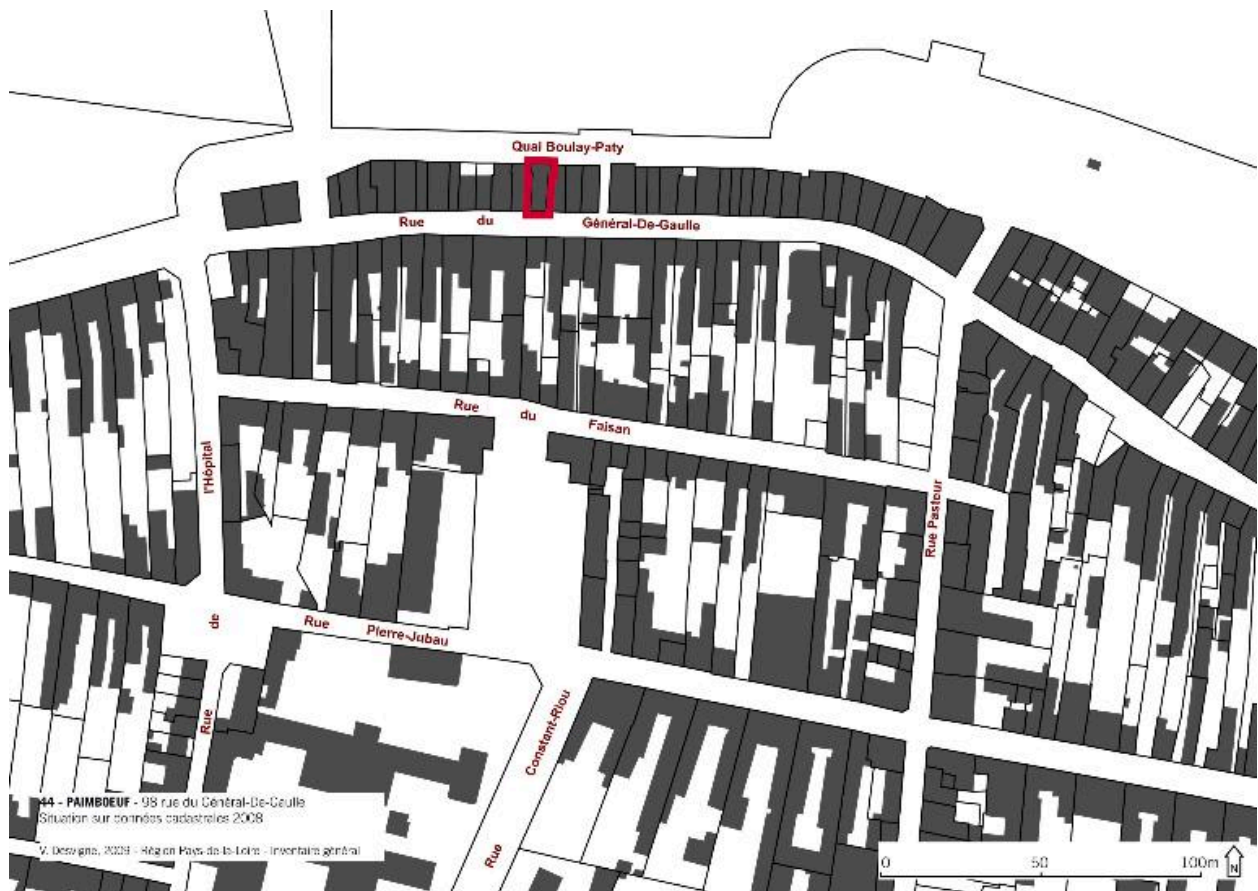 Quai Boulay-Paty
Rue du Général-De-Gaulle
Rue du Faisan
Rue de l'Hôpital
Rue Pasteur
Rue Pierre-Jubau
Rue Constant-Riou
44 - PAIMBOEUF - 98 rue du Général-De-Gaulle
Situation sur données cadastrales 2008
V. Desvigne, 2009 - Région Pays-de-la-Loire - Inventaire général
0 50 100m
N